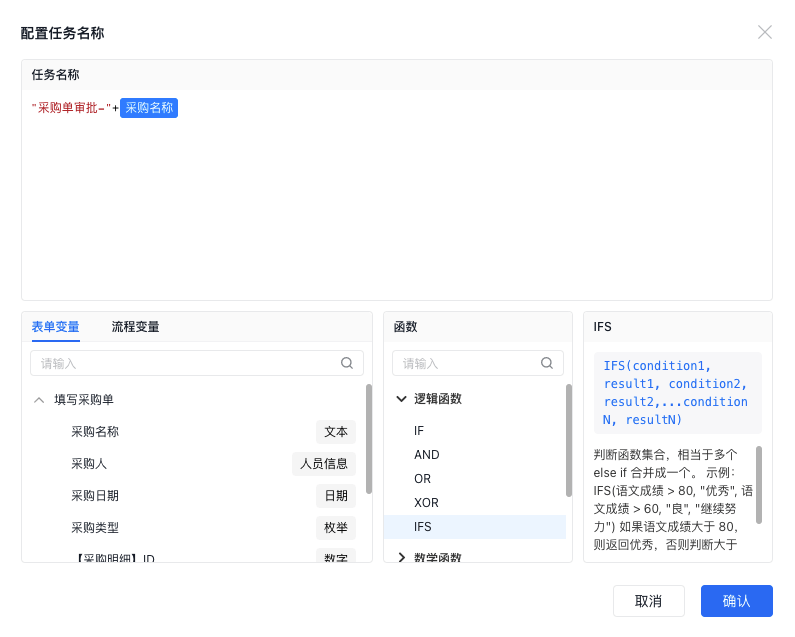 配置任务名称
任务名称
"采购单审批-"+采购名称
表单变量 流程变量
请输入
填写采购单
采购名称 文本
采购人 人员信息
采购日期 日期
采购类型 枚举
【采购明细】ID 数字
函数
请输入
逻辑函数
IF
AND
OR
XOR
IFS
数学函数
IFS
IFS(condition1,
result1, condition2,
result2,...condition
N, resultN)
判断函数集合，相当于多个
else if 合并成一个。 示例：
IFS(语文成绩 > 80, "优秀", 语
文成绩 > 60, "良", "继续努
力") 如果语文成绩大于 80，
则返回优秀，否则判断大于
取消 确认